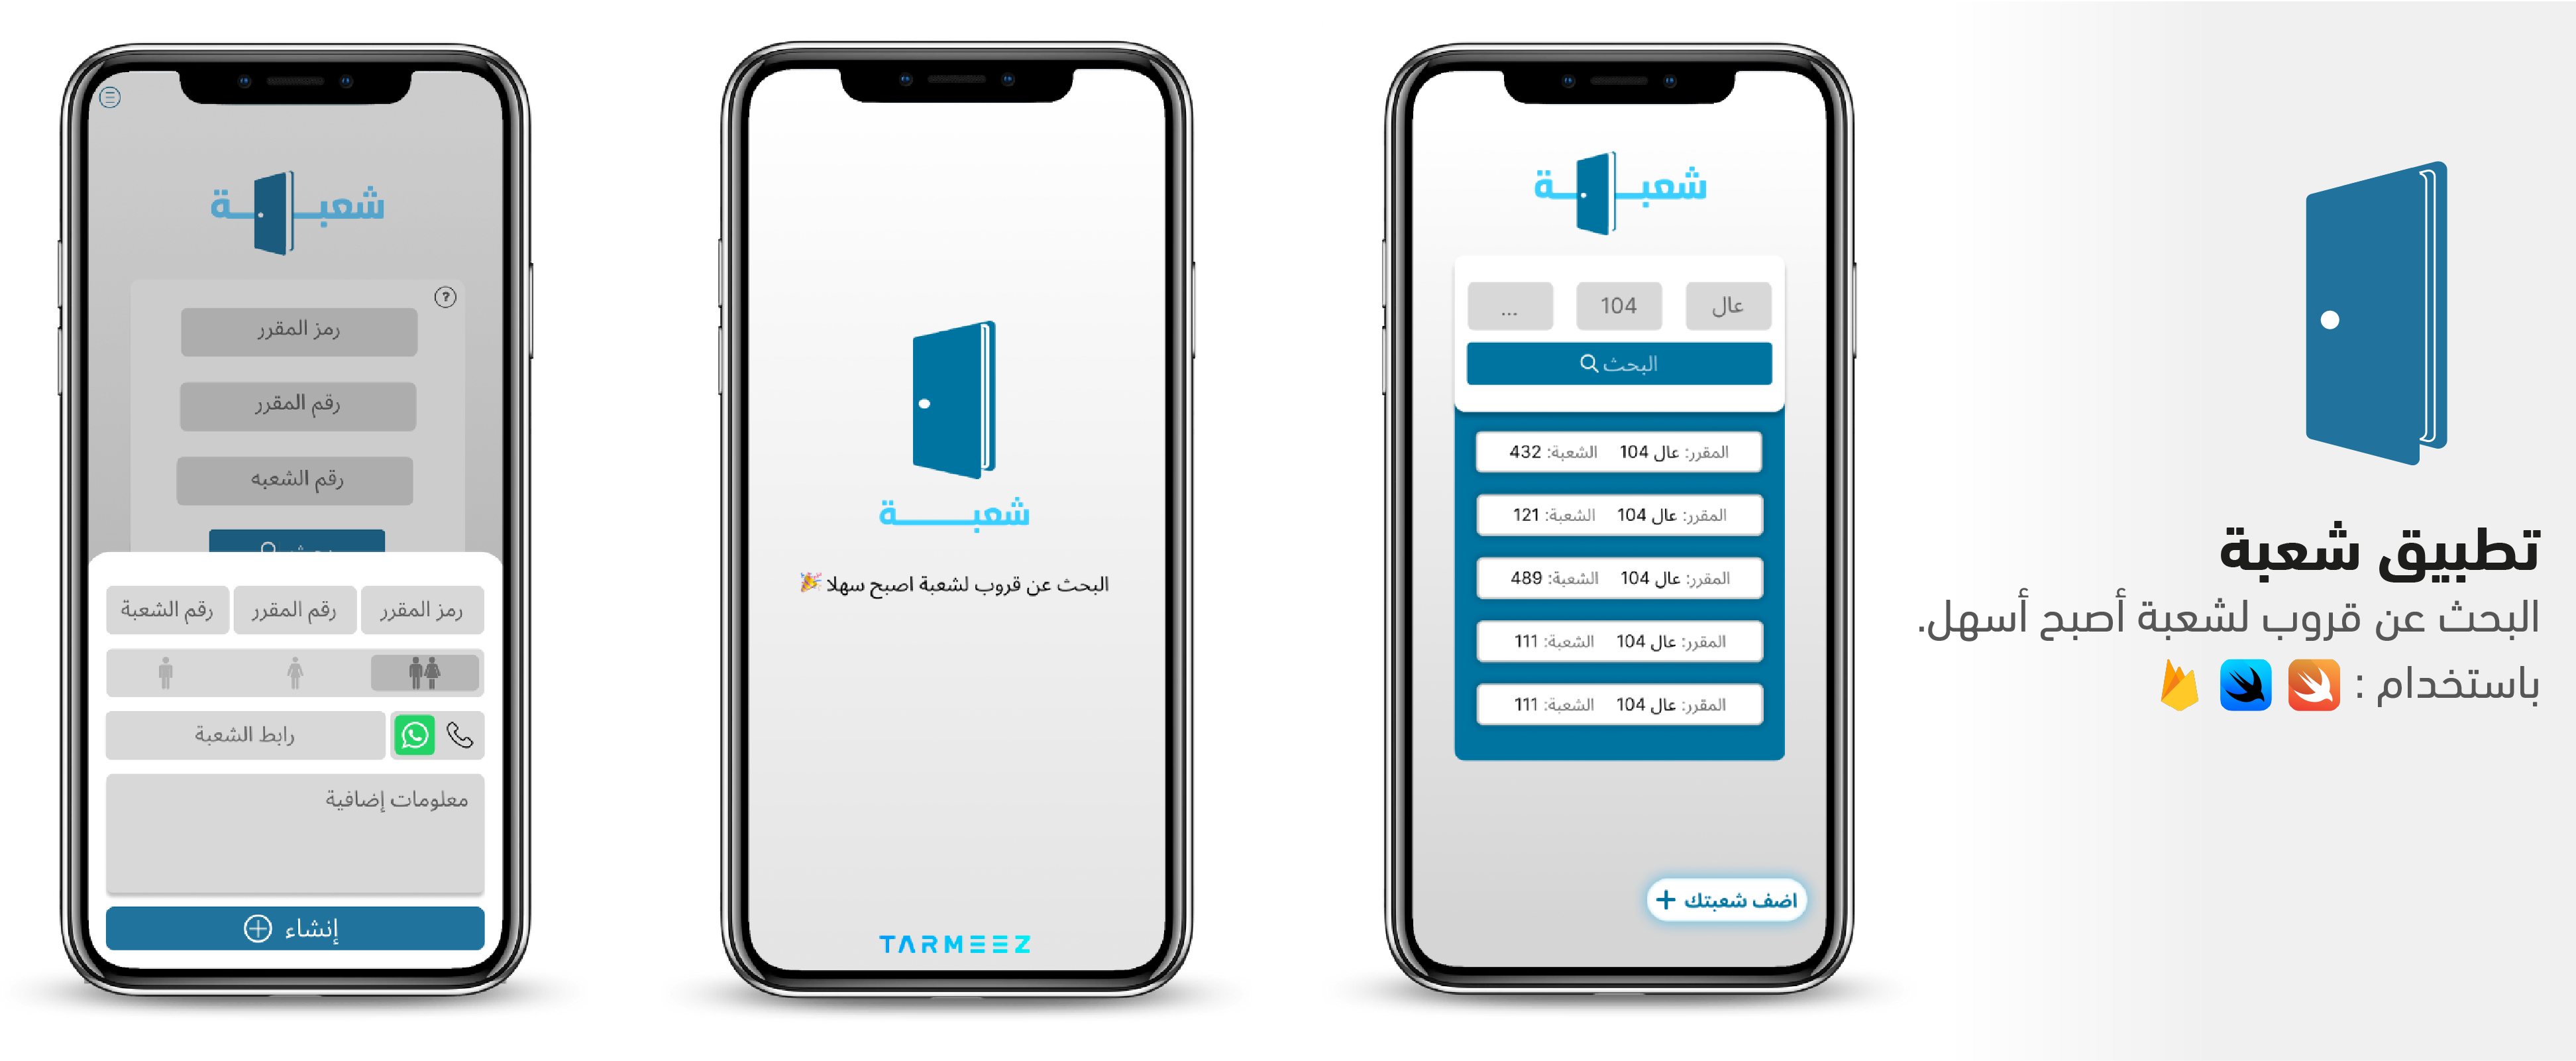 تطبيق شعبة
البحث عن قروب لشعبة أصبح أسهل.
باستخدام :
شعبة
عال 104 ...
البحث
المقرر: عال 104 الشعبة: 432
المقرر: عال 104 الشعبة: 121
المقرر: عال 104 الشعبة: 489
المقرر: عال 104 الشعبة: 111
المقرر: عال 104 الشعبة: 111
اضف شعبتك +
شعبة
البحث عن قروب لشعبة اصبح سهلا 🎉
TARMEEZ
شعبة
?
رمز المقرر
رقم المقرر
رقم الشعبه
رمز المقرر رقم المقرر رقم الشعبة
رابط الشعبة
معلومات إضافية
إنشاء